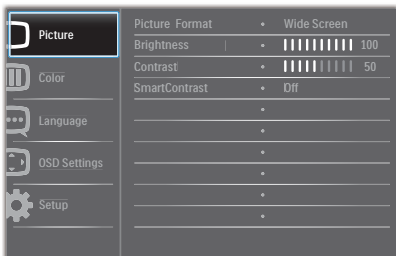 Picture
Color
Language
OSD Settings
Setup
Picture Format • Wide Screen
Brightness • 100
Contrast • 50
SmartContrast • Off
•
•
•
•
•
•